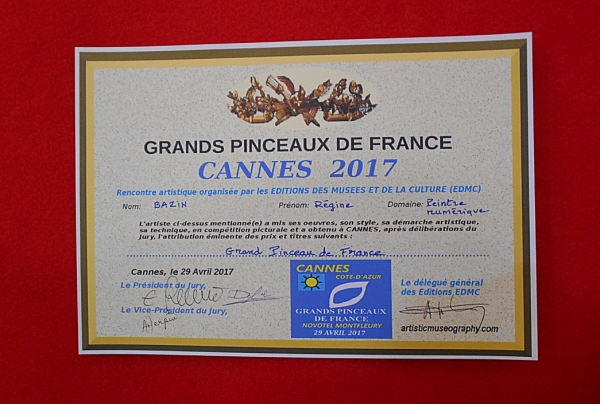 GRANDS PINCEAUX DE FRANCE
CANNES 2017
Rencontre artistique organisée par les EDITIONS DES MUSEES ET DE LA CULTURE (EDMC)
Nom: BAZIN Prénom: Régine Domaine: Peintre numérique
L'artiste ci-dessus mentionné(e) a mis ses oeuvres, son style, sa démarche artistique,
sa technique, en compétition picturale et a obtenu à CANNES, après délibérations du
Jury, l'attribution éminente des prix et titres suivants :
Grand Pinceau de France
Cannes, le 29 Avril 2017
Le Président du Jury,
Le Vice-Président du Jury,
CANNES
COTE-D'AZUR
GRANDS PINCEAUX
DE FRANCE
NOVOTEL MONTFLEURY
29 AVRIL 2017
Le délégué général
des Editions EDMC
artisticmuseography.com